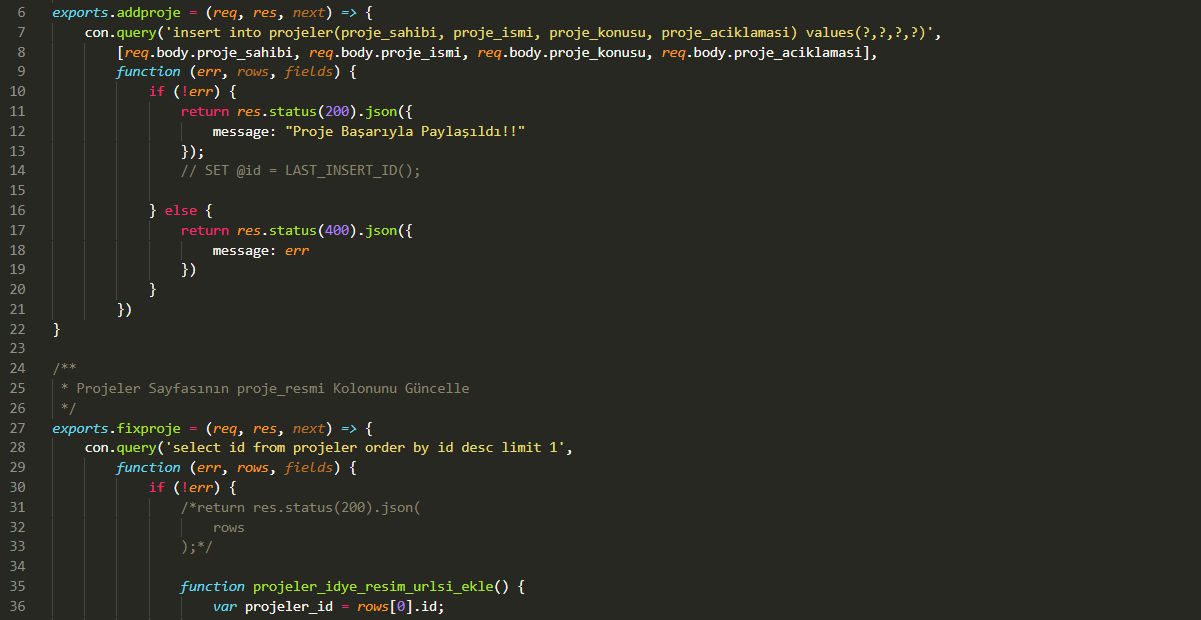 6 exports.addproje = (req, res, next) => {
7 con.query('insert into projeler(proje_sahibi, proje_ismi, proje_konusu, proje_aciklamasi) values(?,?,?,?)',
8 [req.body.proje_sahibi, req.body.proje_ismi, req.body.proje_konusu, req.body.proje_aciklamasi],
9 function (err, rows, fields) {
10 if (!err) {
11 return res.status(200).json({
12 message: "Proje Başarıyla Paylaşıldı!!"
13 });
14 // SET @id = LAST_INSERT_ID();
15
16 } else {
17 return res.status(400).json({
18 message: err
19 })
20 }
21 })
22 }
23
24 /**
25 * Projeler Sayfasının proje_resmi Kolonunu Güncelle
26 */
27 exports.fixproje = (req, res, next) => {
28 con.query('select id from projeler order by id desc limit 1',
29 function (err, rows, fields) {
30 if (!err) {
31 /*return res.status(200).json(
32 rows
33 );*/
34
35 function projeler_idye_resim_urlsi_ekle() {
36 var projeler_id = rows[0].id;